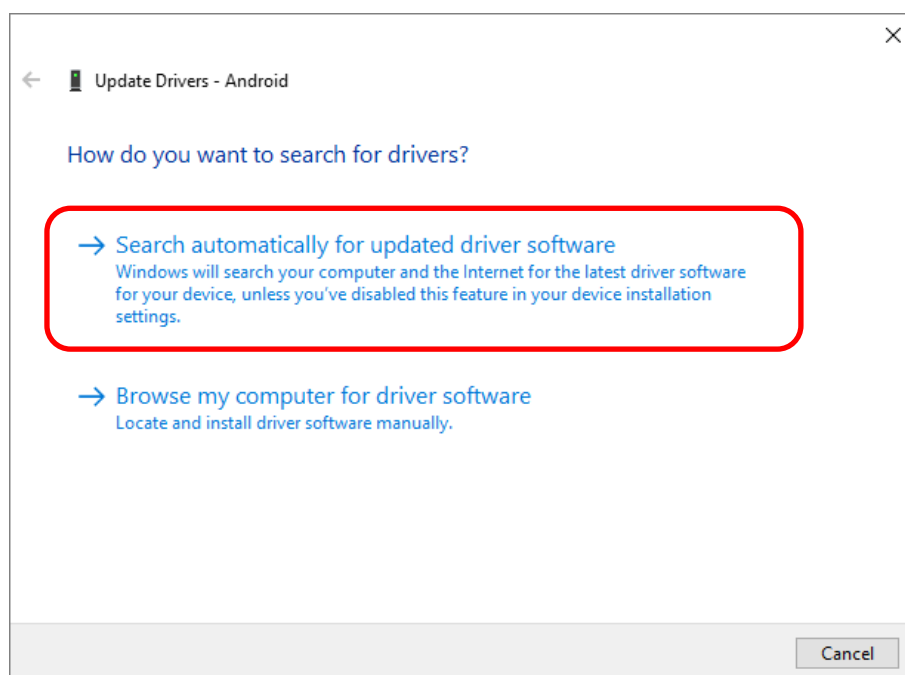 Update Drivers - Android
How do you want to search for drivers?
Search automatically for updated driver software
Windows will search your computer and the Internet for the latest driver software
for your device, unless you've disabled this feature in your device installation
settings.
Browse my computer for driver software
Locate and install driver software manually.
Cancel